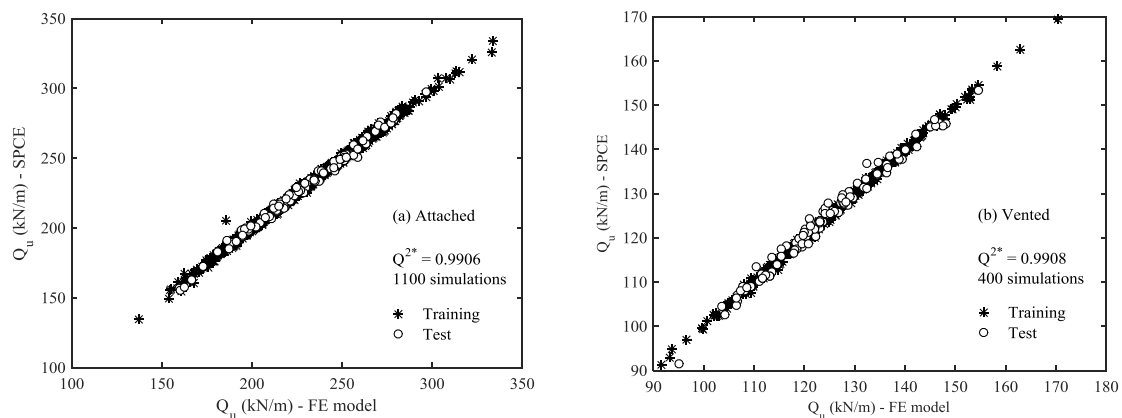 350
300
250
200
150
100
Q_u (kN/m) - SPCE
(a) Attached
Q^2* = 0.9906
1100 simulations
Training
Test
100 150 200 250 300 350
Q_u (kN/m) - FE model
170
160
150
140
130
120
110
100
90
Q_u (kN/m) - SPCE
(b) Vented
Q^2* = 0.9908
400 simulations
Training
Test
90 100 110 120 130 140 150 160 170 180
Q_u (kN/m) - FE model